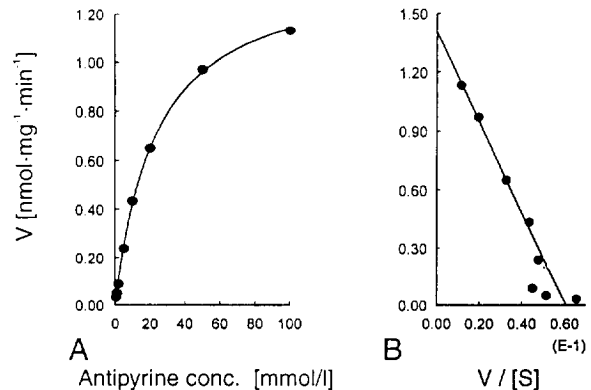 V [nmol·mg⁻¹·min⁻¹]
1.20
1.00
0.80
0.60
0.40
0.20
0.00
0 20 40 60 80 100
A
Antipyrine conc. [mmol/l]
1.50
1.20
0.90
0.60
0.30
0.00
0.00 0.20 0.40 0.60
(E-1)
B
V / [S]